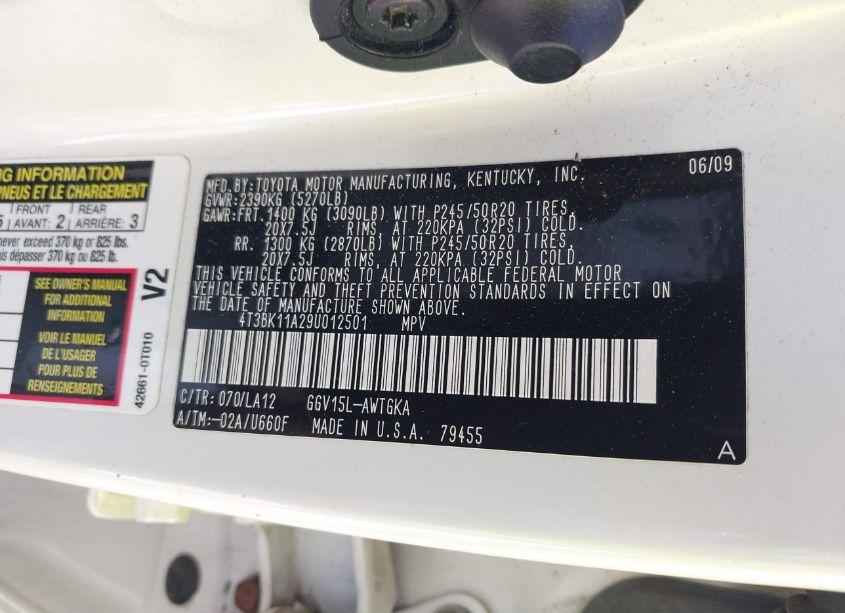 NG INFORMATION
PNEUS ET LE CHARGEMENT
5 FRONT AVANT: 2 REAR ARRIÈRE: 3
never exceed 370 kg or 825 lbs.
dépasser 370 kg ou 825 lb.
SEE OWNER'S MANUAL
FOR ADDITIONAL
INFORMATION
VOIR LE MANUEL
DE L'USAGER
POUR PLUS DE
RENSEIGNEMENTS
V2
42661-0T010
06/09
MFD. BY: TOYOTA MOTOR MANUFACTURING, KENTUCKY, INC.
GVWR: 2390KG (5270LB)
GAWR: FRT. 1400 KG (3090LB) WITH P245/50R20 TIRES,
20X7.5J RIMS, AT 220KPA (32PSI) COLD.
RR. 1300 KG (2870LB) WITH P245/50R20 TIRES,
20X7.5J RIMS, AT 220KPA (32PSI) COLD.
THIS VEHICLE CONFORMS TO ALL APPLICABLE FEDERAL MOTOR
VEHICLE SAFETY AND THEFT PREVENTION STANDARDS IN EFFECT ON
THE DATE OF MANUFACTURE SHOWN ABOVE.
4T3BK11A29U012501 MPV
C/TR: 070/LA12 GGV15L-AWTGKA
A/TM:-02A/U660F MADE IN U.S.A. 79455
A